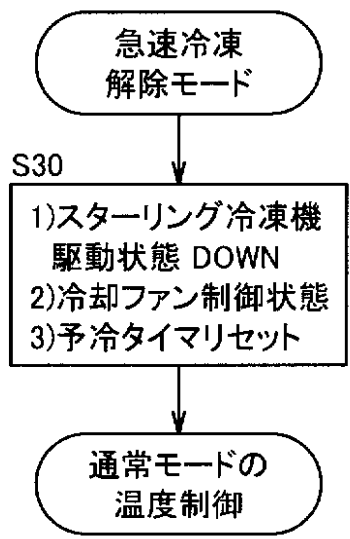 急速冷凍
解除モード
S30
1)スターリング冷凍機
駆動状態 DOWN
2)冷却ファン制御状態
3)予冷タイマリセット
通常モードの
温度制御